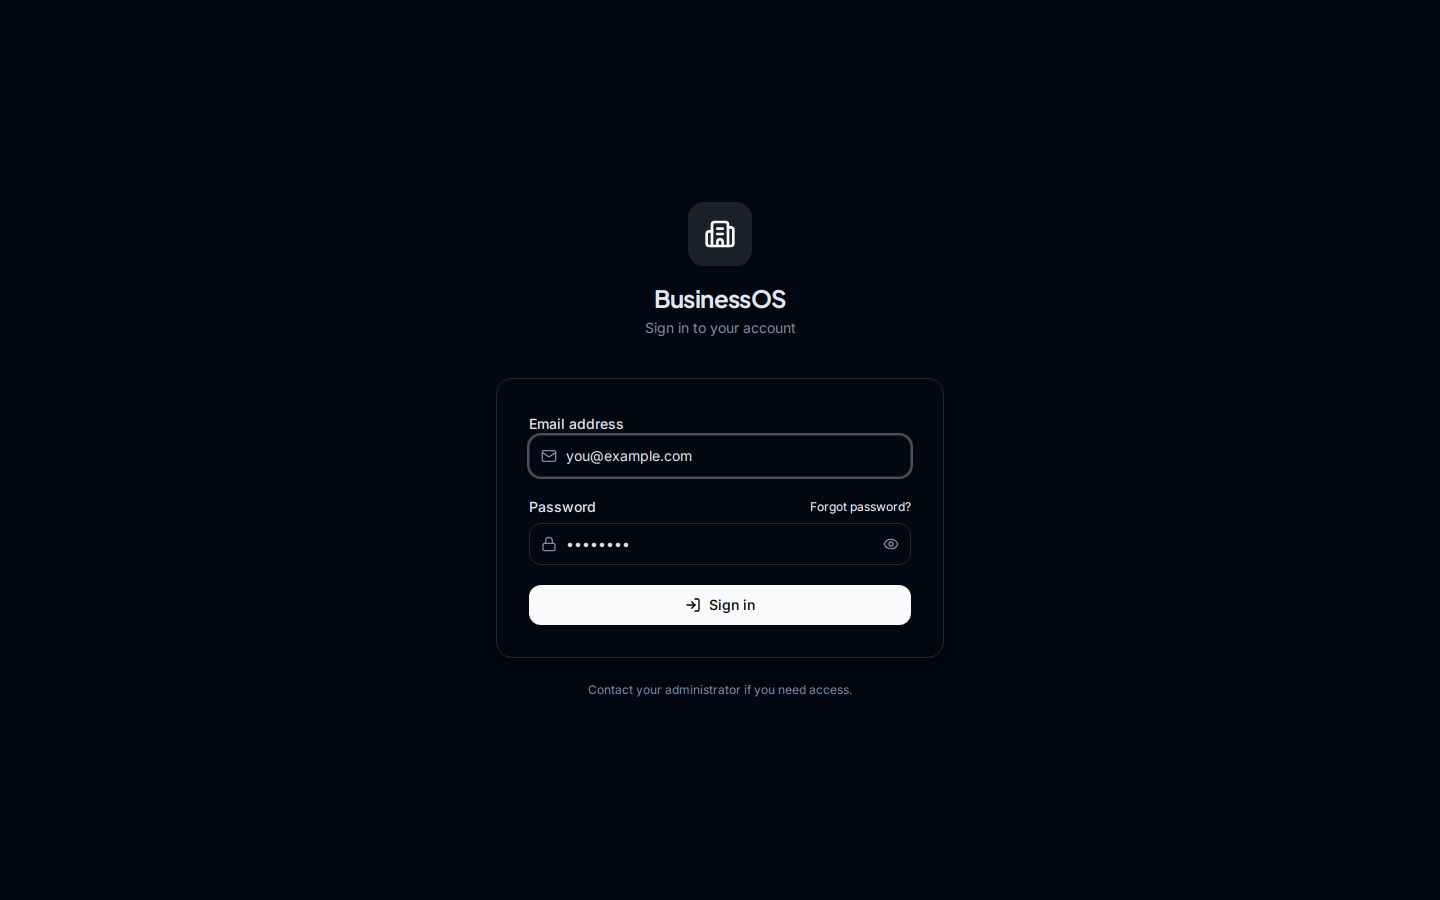 BusinessOS
Sign in to your account
Email address
you@example.com
Password Forgot password?
••••••••
Sign in
Contact your administrator if you need access.